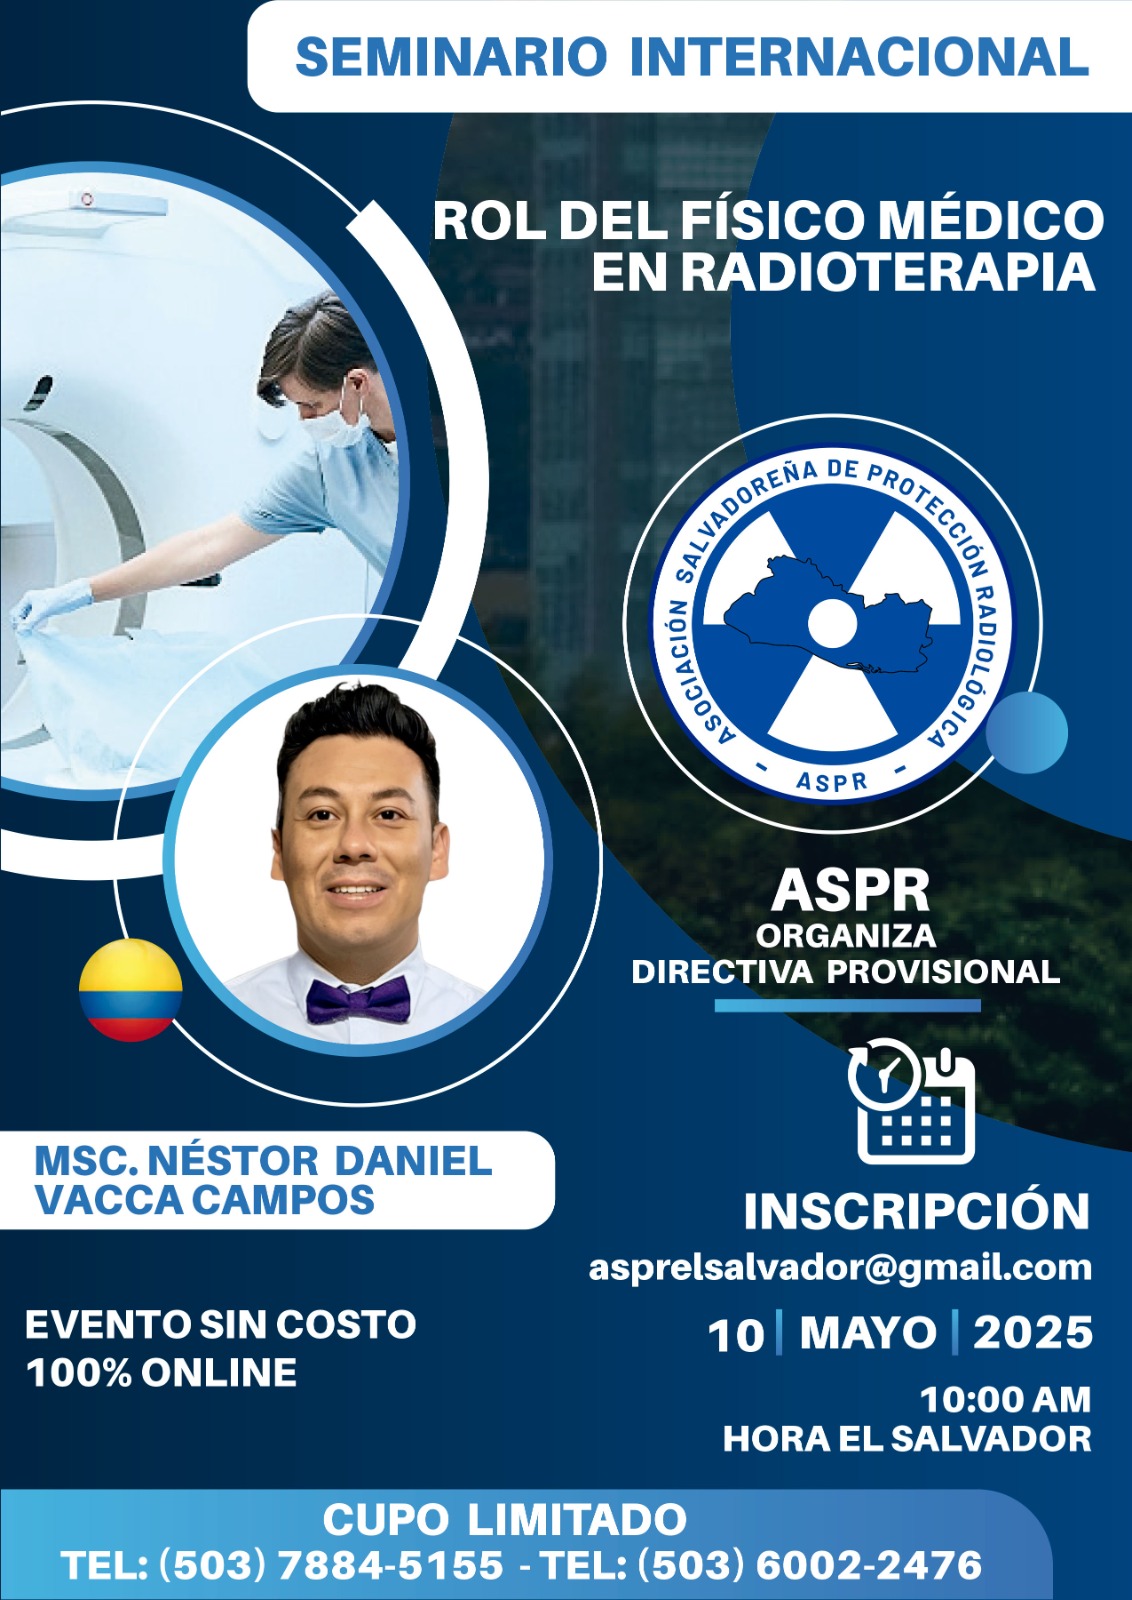 SEMINARIO INTERNACIONAL
ROL DEL FÍSICO MÉDICO
EN RADIOTERAPIA
ASOCIACIÓN SALVADOREÑA DE PROTECCIÓN RADIOLÓGICA
- ASPR -
ASPR
ORGANIZA
DIRECTIVA PROVISIONAL
MSC. NÉSTOR DANIEL
VACCA CAMPOS
INSCRIPCIÓN
asprelsalvador@gmail.com
EVENTO SIN COSTO
100% ONLINE
10 | MAYO | 2025
10:00 AM
HORA EL SALVADOR
CUPO LIMITADO
TEL: (503) 7884-5155 - TEL: (503) 6002-2476